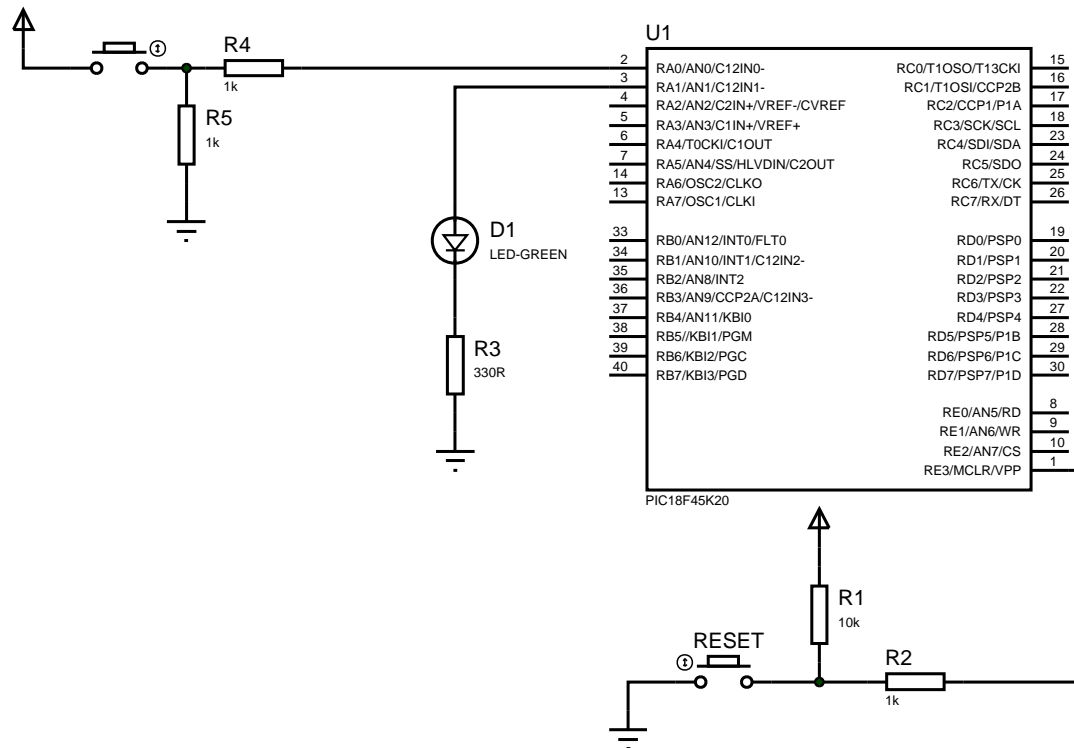 U1
R4
1k
R5
1k
D1
LED-GREEN
R3
330R
2 RA0/AN0/C12IN0-
3 RA1/AN1/C12IN1-
4 RA2/AN2/C2IN+/VREF-/CVREF
5 RA3/AN3/C1IN+/VREF+
6 RA4/T0CKI/C1OUT
7 RA5/AN4/SS/HLVDIN/C2OUT
14 RA6/OSC2/CLKO
13 RA7/OSC1/CLKI
33 RB0/AN12/INT0/FLT0
34 RB1/AN10/INT1/C12IN2-
35 RB2/AN8/INT2
36 RB3/AN9/CCP2A/C12IN3-
37 RB4/AN11/KBI0
38 RB5//KBI1/PGM
39 RB6/KBI2/PGC
40 RB7/KBI3/PGD
RC0/T1OSO/T13CKI 15
RC1/T1OSI/CCP2B 16
RC2/CCP1/P1A 17
RC3/SCK/SCL 18
RC4/SDI/SDA 23
RC5/SDO 24
RC6/TX/CK 25
RC7/RX/DT 26
RD0/PSP0 19
RD1/PSP1 20
RD2/PSP2 21
RD3/PSP3 22
RD4/PSP4 27
RD5/PSP5/P1B 28
RD6/PSP6/P1C 29
RD7/PSP7/P1D 30
RE0/AN5/RD 8
RE1/AN6/WR 9
RE2/AN7/CS 10
RE3/MCLR/VPP 1
PIC18F45K20
R1
10k
RESET
R2
1k